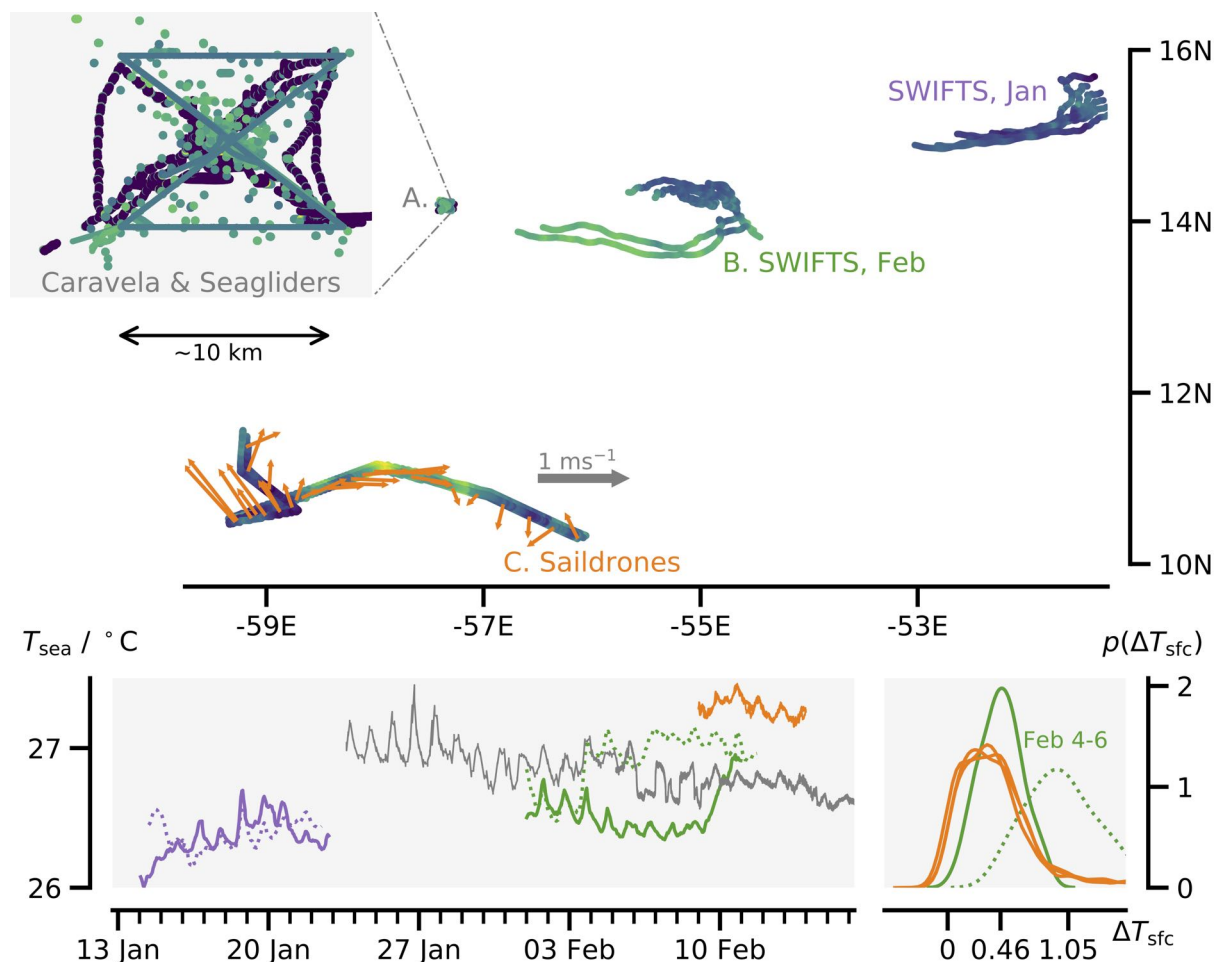 16N
SWIFTS, Jan
A.
14N
B. SWIFTS, Feb
Caravela & Seagliders
~10 km
12N
1 ms⁻¹
C. Saildrones
10N
-59E -57E -55E -53E
T_sea / °C
p(ΔT_sfc)
2
27
Feb 4-6
1
26
0
13 Jan 20 Jan 27 Jan 03 Feb 10 Feb
0 0.46 1.05
ΔT_sfc